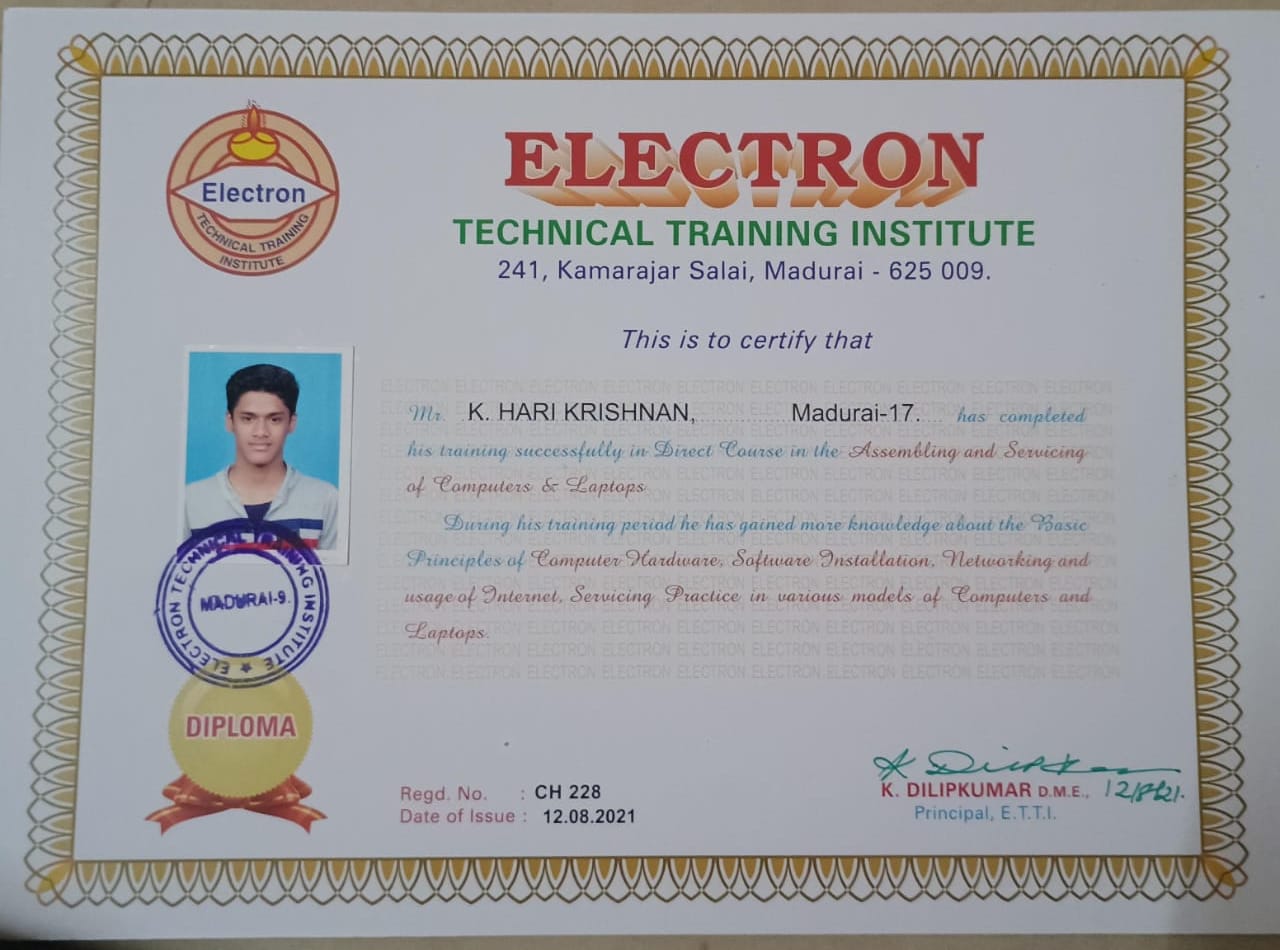 Electron
TECHNICAL TRAINING
INSTITUTE
ELECTRON
TECHNICAL TRAINING INSTITUTE
241, Kamarajar Salai, Madurai - 625 009.
This is to certify that
Mr. K. HARI KRISHNAN, Madurai-17. has completed
his training successfully in Direct Course in the Assembling and Servicing
of Computers & Laptops.
During his training period he has gained more knowledge about the Basic
Principles of Computer Hardware, Software Installation, Networking and
usage of Internet, Servicing Practice in various models of Computers and
Laptops.
ELECTRON TECHNICAL TRAINING INSTITUTE ★
MADURAI-9.
DIPLOMA
Regd. No. : CH 228
Date of Issue : 12.08.2021
K. DILIPKUMAR D.M.E.,
Principal, E.T.T.I.